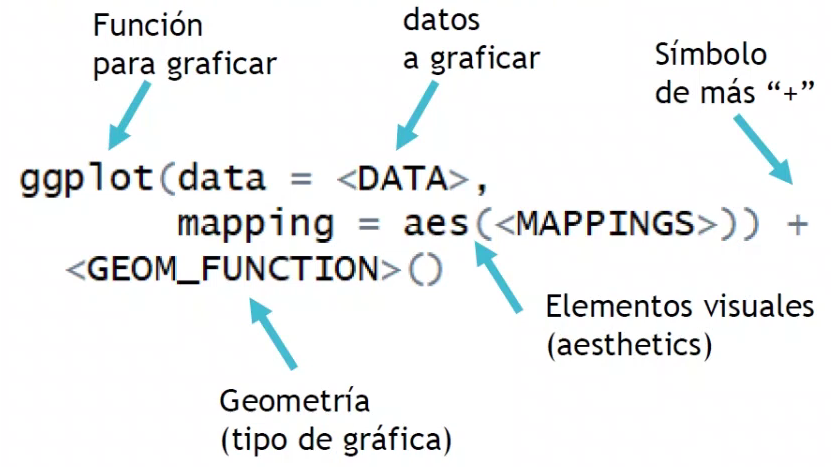 Función
para graficar
datos
a graficar
Símbolo
de más “+”
ggplot(data = <DATA>,
mapping = aes(<MAPPINGS>)) +
<GEOM_FUNCTION>()
Elementos visuales
(aesthetics)
Geometría
(tipo de gráfica)